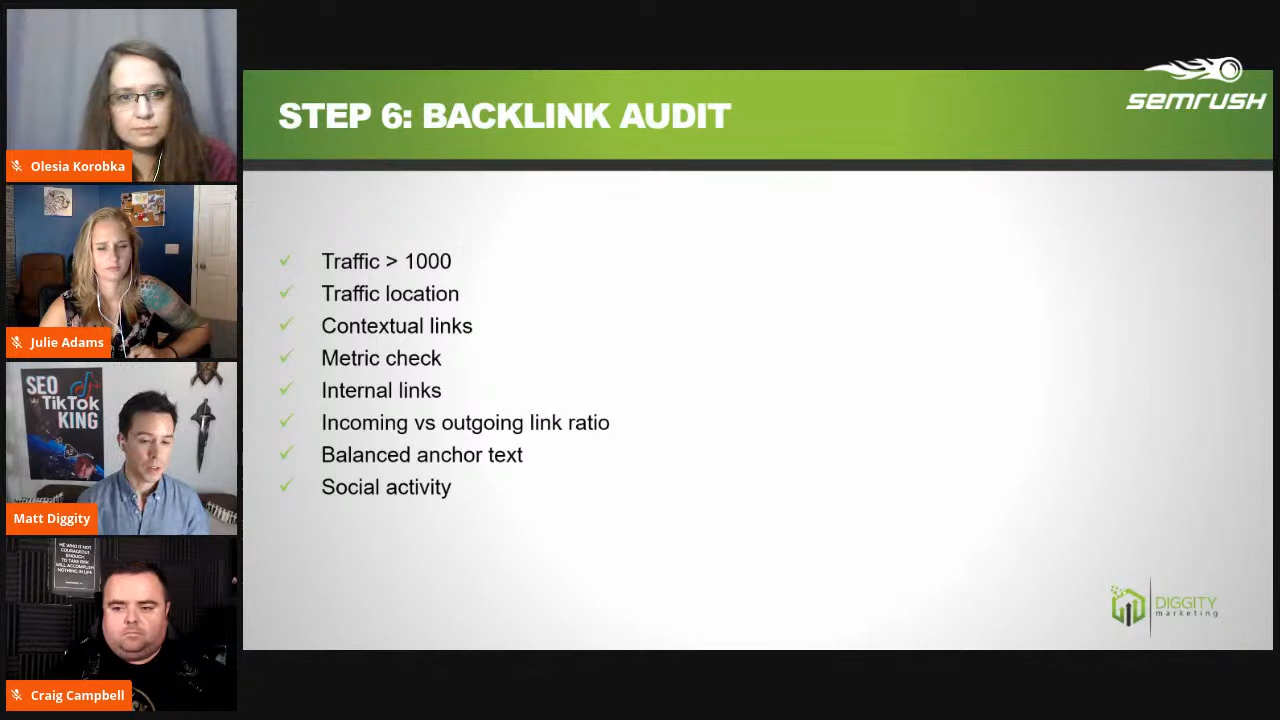 Olesia Korobka
Julie Adams
SEO
TikTok
KING
Matt Diggity
Craig Campbell
semrush
STEP 6: BACKLINK AUDIT
Traffic > 1000
Traffic location
Contextual links
Metric check
Internal links
Incoming vs outgoing link ratio
Balanced anchor text
Social activity
DIGGITY
marketing